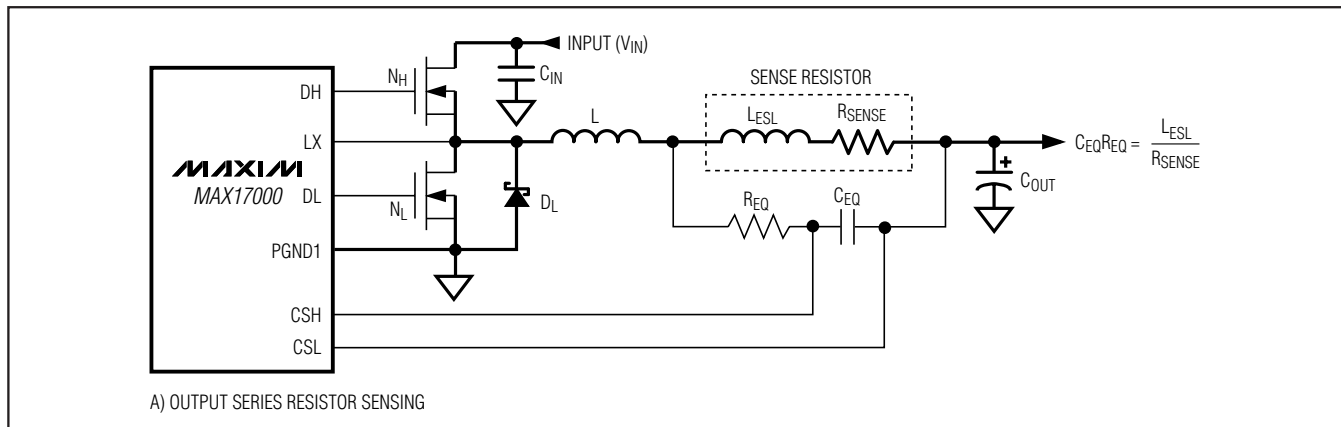 INPUT (VIN)
NH
CIN
DH
SENSE RESISTOR
L
LESL
RSENSE
LX
CEQREQ = LESL / RSENSE
MAXIM
MAX17000
DL
NL
DL
REQ
CEQ
+
COUT
PGND1
CSH
CSL
A) OUTPUT SERIES RESISTOR SENSING